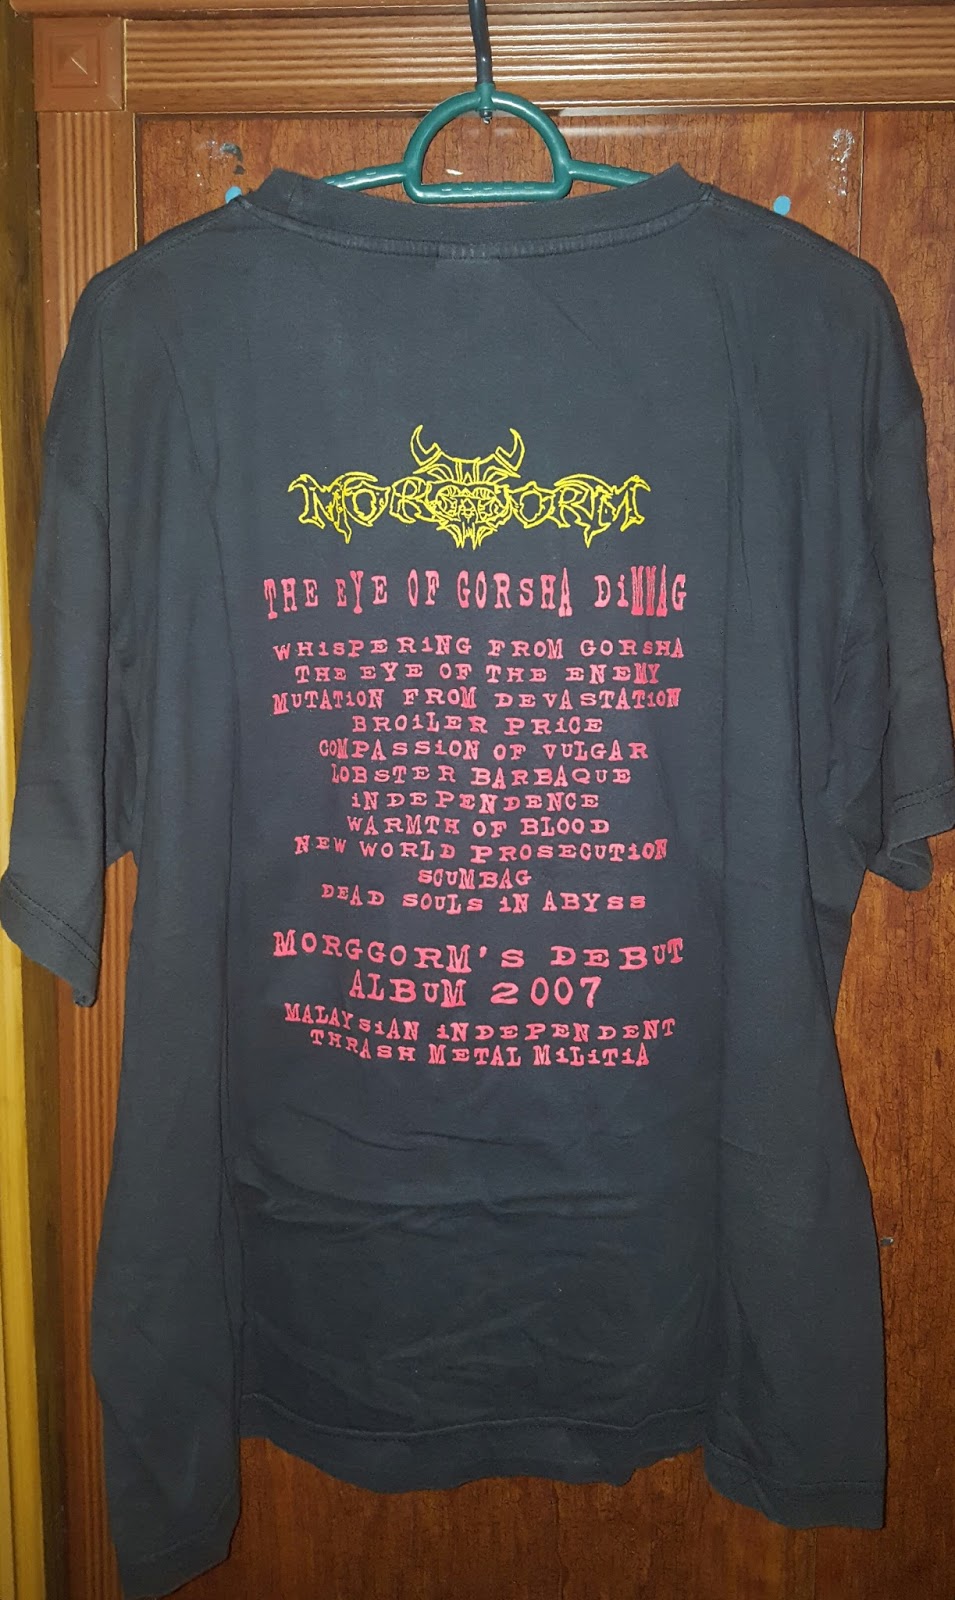 MORGGORM
THE EYE OF GORSHA DiMMAG
WHiSPERiNG FROM GORSHA
THE EYE OF THE ENEMY
MUTATiON FROM DEVASTATiON
BROiLER PRiCE
COMPASSiON OF VULGAR
LOBSTER BARBAQUE
iNDEPENDENCE
WARMTH OF BLOOD
NEW WORLD PROSECUTiON
SCUMBAG
DEAD SOULS iN ABYSS
MORGGORM'S DEBUT
ALBUM 2007
MALAYSiAN iNDEPENDENT
THRASH METAL MiLiTiA